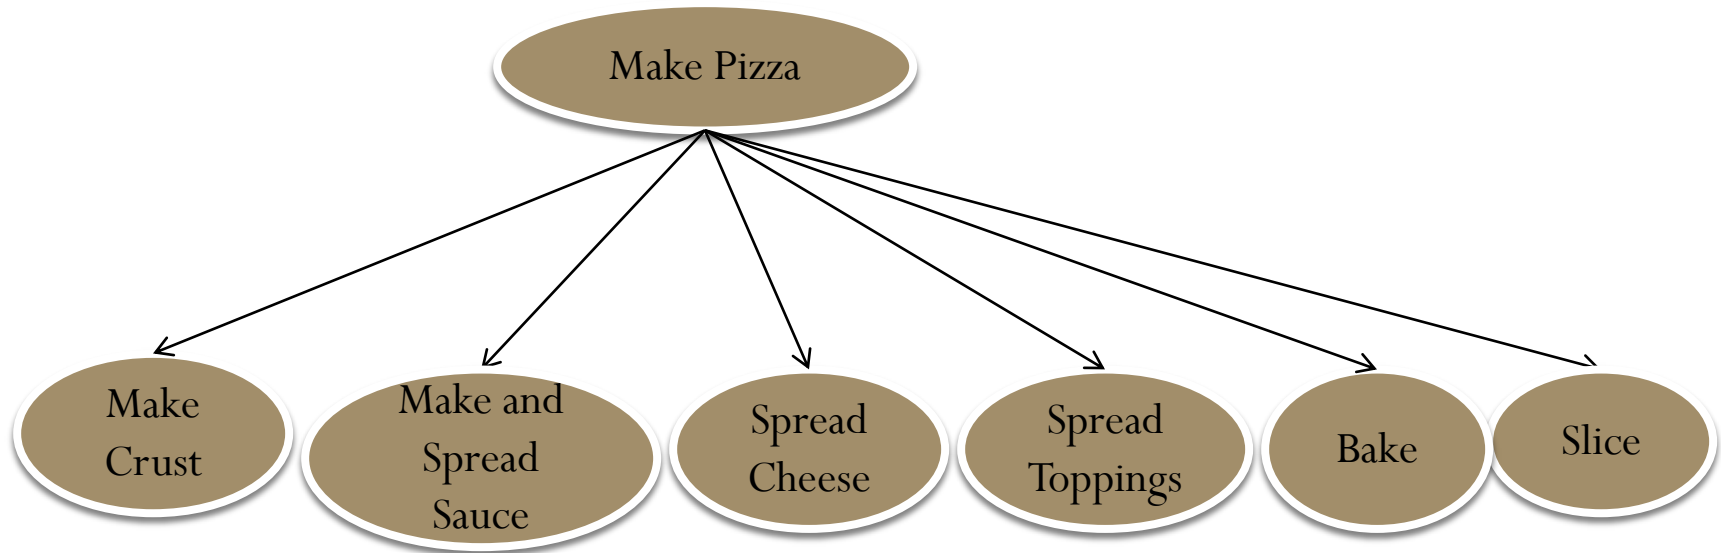 Make Pizza
Make
Crust
Make and
Spread
Sauce
Spread
Cheese
Spread
Toppings
Bake
Slice